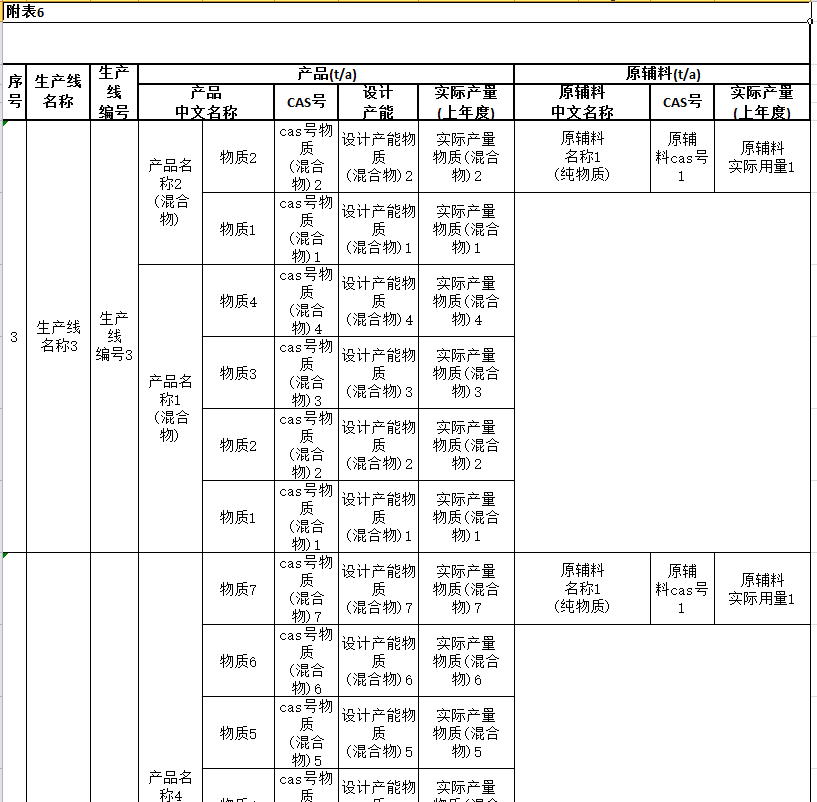 附表6
序
号
生产线
名称
生产
线
编号
产品(t/a)
原辅料(t/a)
产品
中文名称
CAS号
设计
产能
实际产量
(上年度)
原辅料
中文名称
CAS号
实际产量
(上年度)
3
生产线
名称3
生产
线
编号3
产品名
称2
(混合
物)
物质2
cas号物
质
(混合
物)2
设计产能物
质
(混合物)2
实际产量
物质(混合
物)2
原辅料
名称1
(纯物质)
原辅
料cas号
1
原辅料
实际用量1
物质1
cas号物
质
(混合
物)1
设计产能物
质
(混合物)1
实际产量
物质(混合
物)1
产品名
称1
(混合
物)
物质4
cas号物
质
(混合
物)4
设计产能物
质
(混合物)4
实际产量
物质(混合
物)4
物质3
cas号物
质
(混合
物)3
设计产能物
质
(混合物)3
实际产量
物质(混合
物)3
物质2
cas号物
质
(混合
物)2
设计产能物
质
(混合物)2
实际产量
物质(混合
物)2
物质1
cas号物
质
(混合
物)1
设计产能物
质
(混合物)1
实际产量
物质(混合
物)1
产品名
称4
物质7
cas号物
质
(混合
物)7
设计产能物
质
(混合物)7
实际产量
物质(混合
物)7
原辅料
名称1
(纯物质)
原辅
料cas号
1
原辅料
实际用量1
物质6
cas号物
质
(混合
物)6
设计产能物
质
(混合物)6
实际产量
物质(混合
物)6
物质5
cas号物
质
(混合
物)5
设计产能物
质
(混合物)5
实际产量
物质(混合
物)5
cas号物
质
设计产能物
质
实际产量
物质(混合